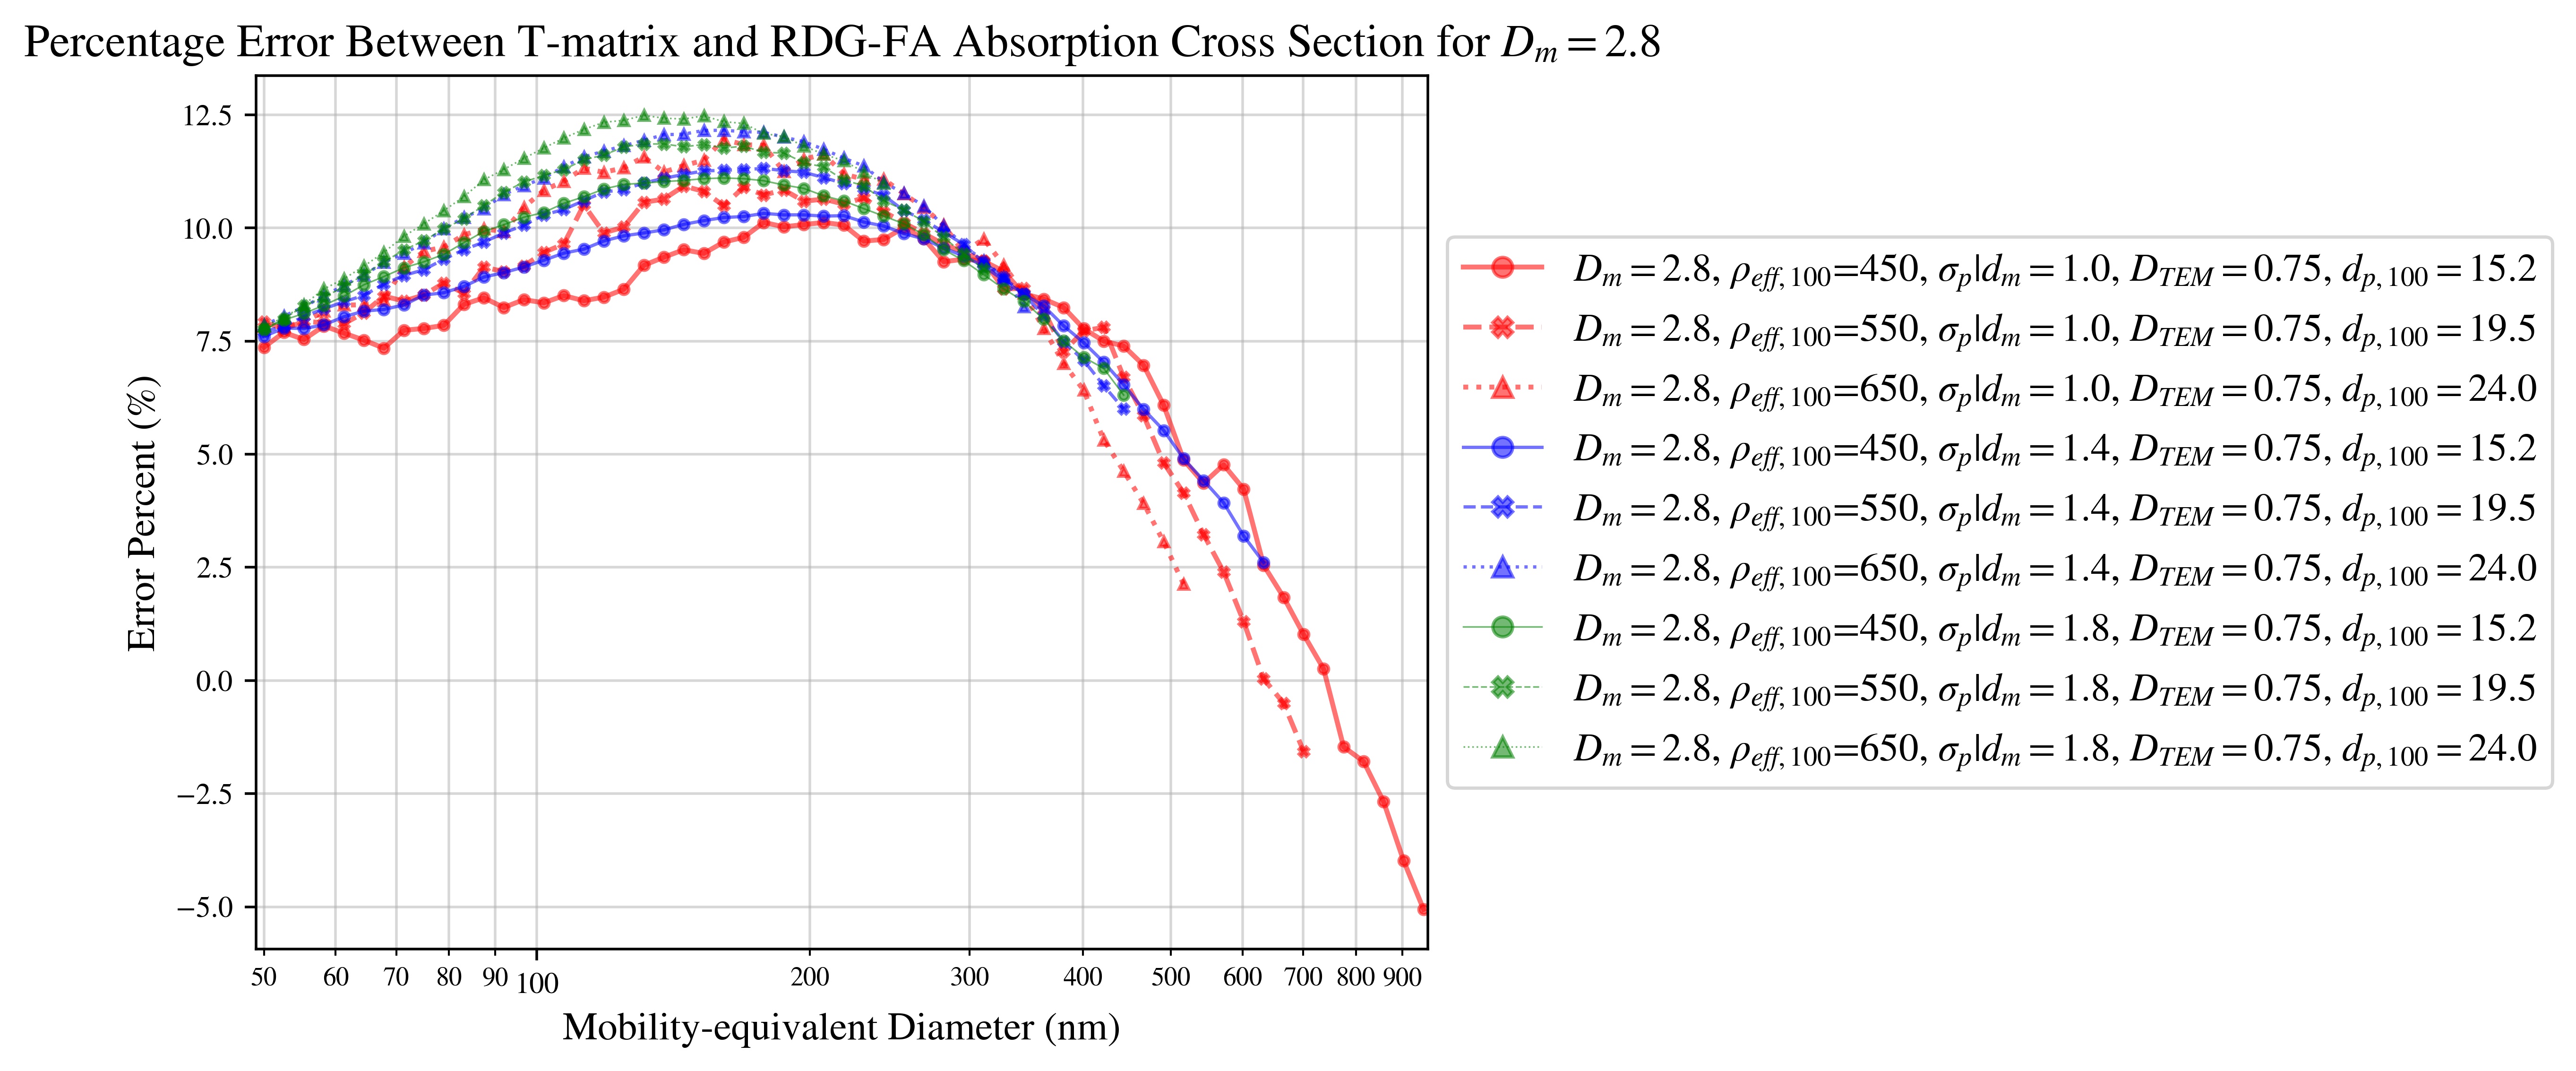 Percentage Error Between T-matrix and RDG-FA Absorption Cross Section for D_m = 2.8
Error Percent (%)
12.5
10.0
7.5
5.0
2.5
0.0
−2.5
−5.0
50 60 70 80 90 100 200 300 400 500 600 700 800 900
Mobility-equivalent Diameter (nm)
D_m = 2.8, ρ_eff,100=450, σ_p|d_m = 1.0, D_TEM = 0.75, d_p,100 = 15.2
D_m = 2.8, ρ_eff,100=550, σ_p|d_m = 1.0, D_TEM = 0.75, d_p,100 = 19.5
D_m = 2.8, ρ_eff,100=650, σ_p|d_m = 1.0, D_TEM = 0.75, d_p,100 = 24.0
D_m = 2.8, ρ_eff,100=450, σ_p|d_m = 1.4, D_TEM = 0.75, d_p,100 = 15.2
D_m = 2.8, ρ_eff,100=550, σ_p|d_m = 1.4, D_TEM = 0.75, d_p,100 = 19.5
D_m = 2.8, ρ_eff,100=650, σ_p|d_m = 1.4, D_TEM = 0.75, d_p,100 = 24.0
D_m = 2.8, ρ_eff,100=450, σ_p|d_m = 1.8, D_TEM = 0.75, d_p,100 = 15.2
D_m = 2.8, ρ_eff,100=550, σ_p|d_m = 1.8, D_TEM = 0.75, d_p,100 = 19.5
D_m = 2.8, ρ_eff,100=650, σ_p|d_m = 1.8, D_TEM = 0.75, d_p,100 = 24.0